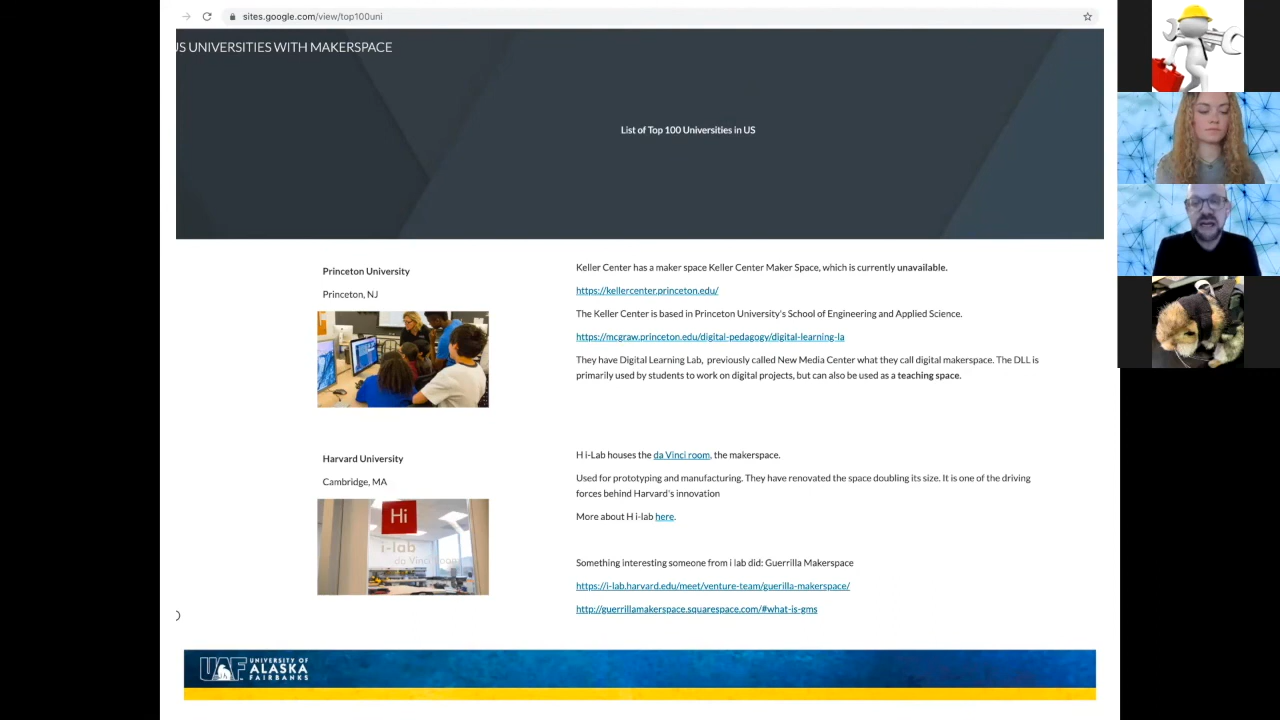 sites.google.com/view/top100uni
US UNIVERSITIES WITH MAKERSPACE
List of Top 100 Universities in US
Princeton University
Princeton, NJ
Keller Center has a maker space Keller Center Maker Space, which is currently unavailable.
https://kellercenter.princeton.edu/
The Keller Center is based in Princeton University's School of Engineering and Applied Science.
https://mcgraw.princeton.edu/digital-pedagogy/digital-learning-la
They have Digital Learning Lab, previously called New Media Center what they call digital makerspace. The DLL is
primarily used by students to work on digital projects, but can also be used as a teaching space.
Harvard University
Cambridge, MA
Hi
i-lab
da Vinci room
H i-Lab houses the da Vinci room, the makerspace.
Used for prototyping and manufacturing. They have renovated the space doubling its size. It is one of the driving
forces behind Harvard's innovation
More about H i-lab here.
Something interesting someone from i lab did: Guerrilla Makerspace
https://i-lab.harvard.edu/meet/venture-team/guerilla-makerspace/
http://guerrillamakerspace.squarespace.com/#what-is-gms
UAF UNIVERSITY OF
ALASKA
FAIRBANKS